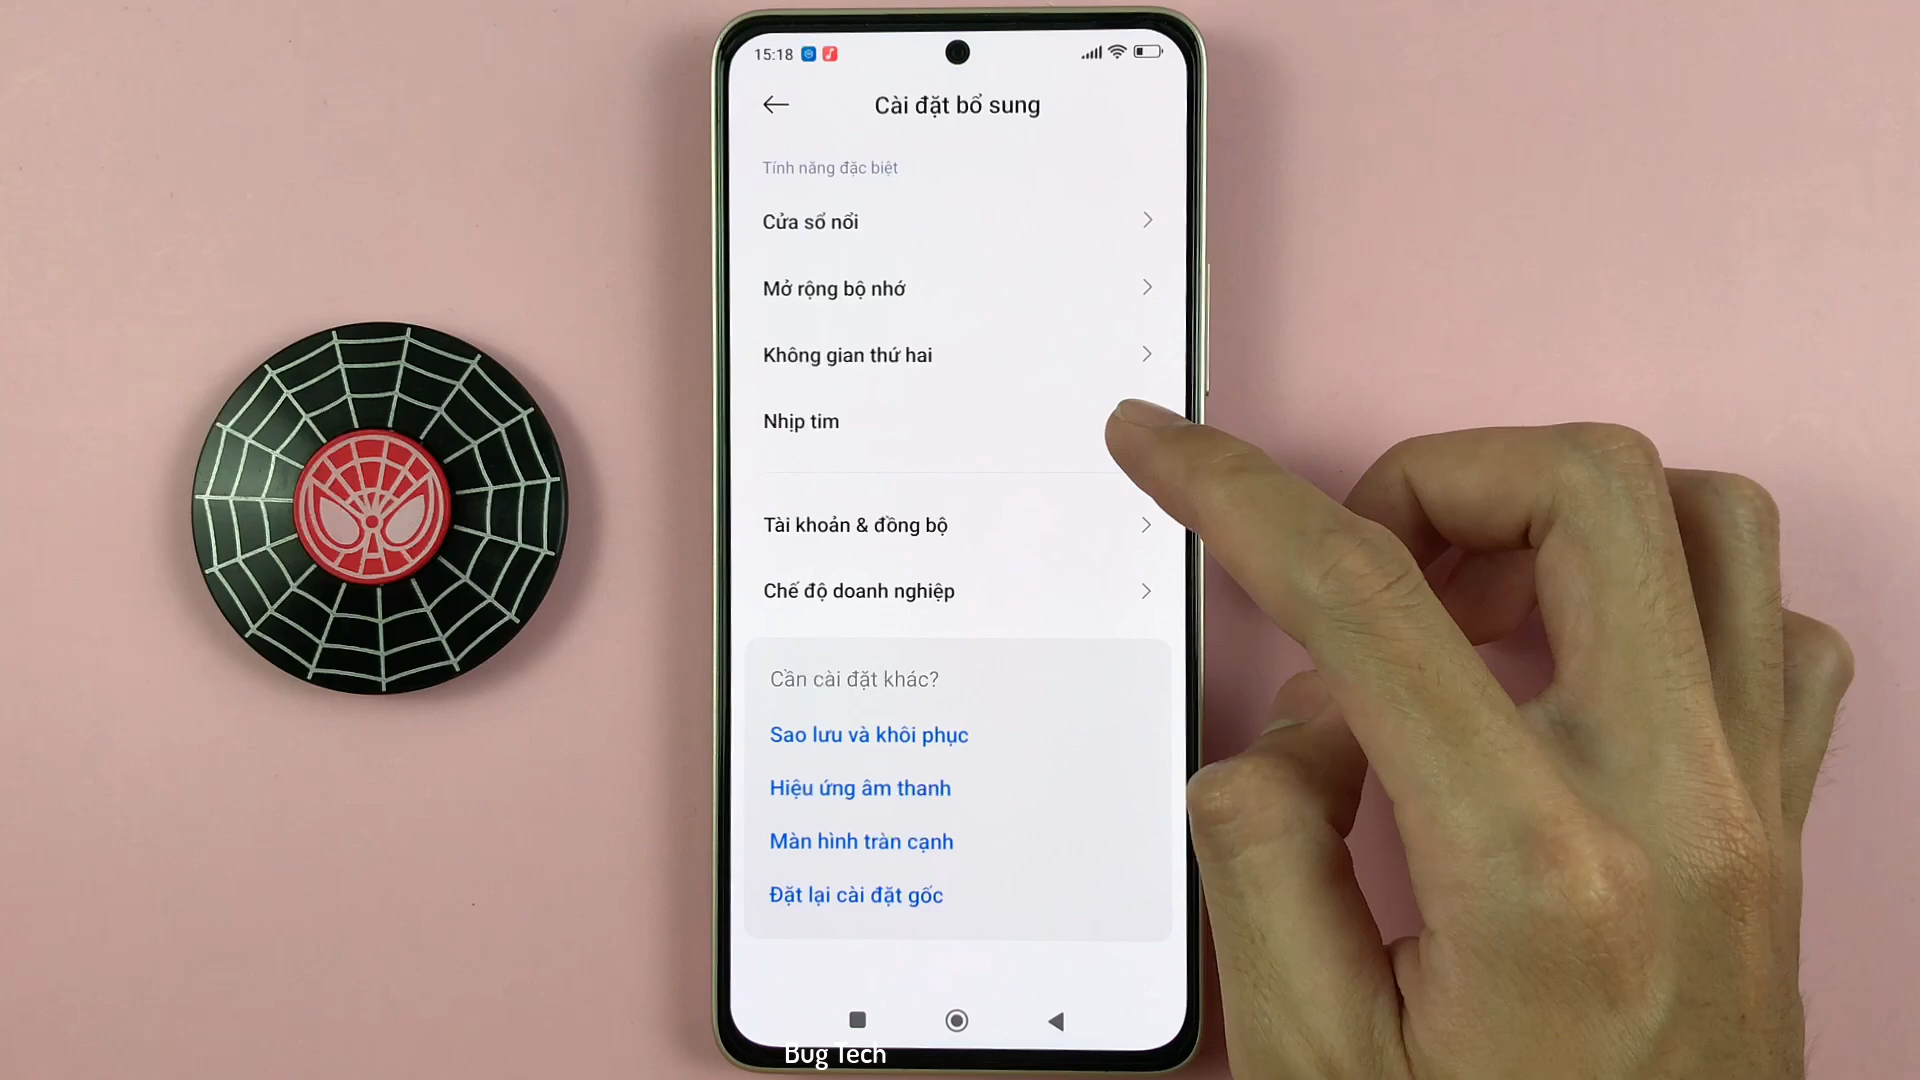 15:18
Cài đặt bổ sung
Tính năng đặc biệt
Cửa sổ nổi
Mở rộng bộ nhớ
Không gian thứ hai
Nhịp tim
Tài khoản & đồng bộ
Chế độ doanh nghiệp
Cần cài đặt khác?
Sao lưu và khôi phục
Hiệu ứng âm thanh
Màn hình tràn cạnh
Đặt lại cài đặt gốc
Bug Tech